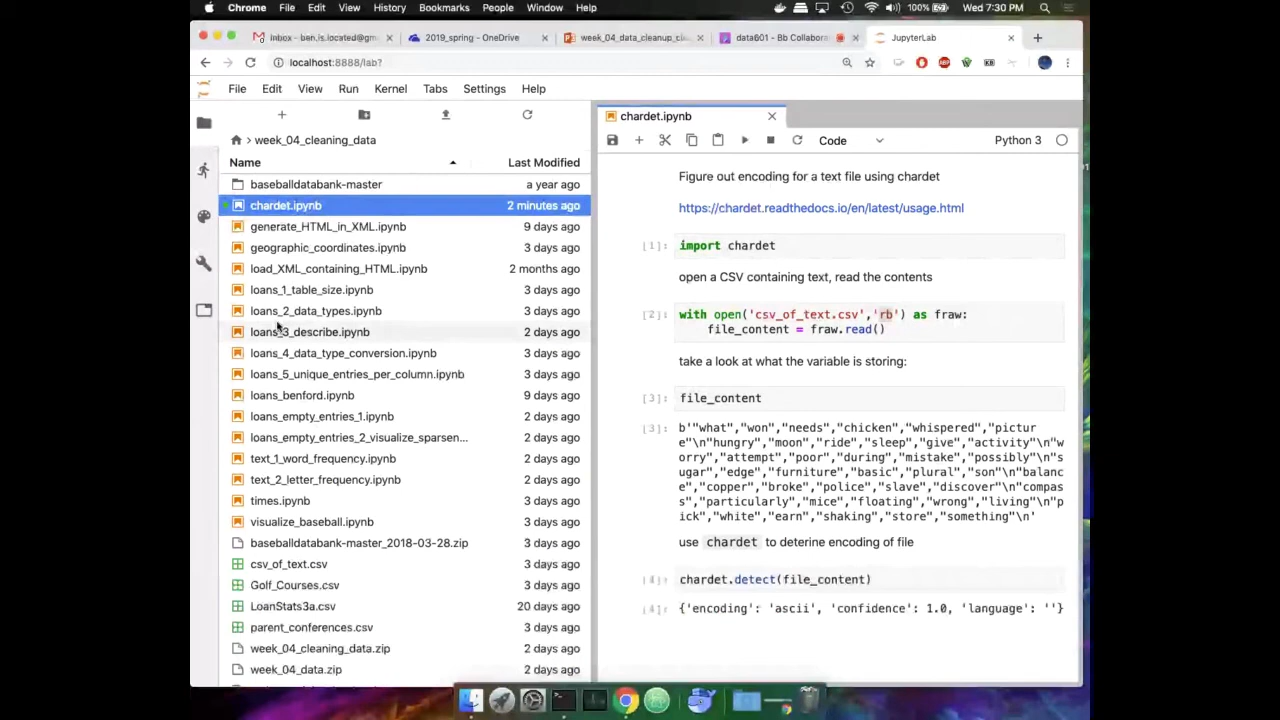 Chrome File Edit View History Bookmarks People Window Help 100% Wed 7:30 PM
Inbox - ben.is.located@gm
2019_spring - OneDrive
week_04_data_cleanup_cl
data601 - Bb Collabora
JupyterLab
localhost:8888/lab?
File Edit View Run Kernel Tabs Settings Help
week_04_cleaning_data
Name Last Modified
baseballdatabank-master a year ago
chardet.ipynb 2 minutes ago
generate_HTML_in_XML.ipynb 9 days ago
geographic_coordinates.ipynb 3 days ago
load_XML_containing_HTML.ipynb 2 months ago
loans_1_table_size.ipynb 3 days ago
loans_2_data_types.ipynb 3 days ago
loans_3_describe.ipynb 2 days ago
loans_4_data_type_conversion.ipynb 3 days ago
loans_5_unique_entries_per_column.ipynb 3 days ago
loans_benford.ipynb 9 days ago
loans_empty_entries_1.ipynb 2 days ago
loans_empty_entries_2_visualize_sparsen... 2 days ago
text_1_word_frequency.ipynb 3 days ago
text_2_letter_frequency.ipynb 3 days ago
times.ipynb 3 days ago
visualize_baseball.ipynb 3 days ago
baseballdatabank-master_2018-03-28.zip 3 days ago
csv_of_text.csv 3 days ago
Golf_Courses.csv 3 days ago
LoanStats3a.csv 20 days ago
parent_conferences.csv 3 days ago
week_04_cleaning_data.zip 2 days ago
week_04_data.zip 2 days ago
chardet.ipynb
Code Python 3
Figure out encoding for a text file using chardet
https://chardet.readthedocs.io/en/latest/usage.html
[1]: import chardet
open a CSV containing text, read the contents
[2]: with open('csv_of_text.csv','rb') as fraw:
file_content = fraw.read()
take a look at what the variable is storing:
[3]: file_content
[3]: b'"what","won","needs","chicken","whispered","pictur
e"\n"hungry","moon","ride","sleep","give","activity"\n"w
orry","attempt","poor","during","mistake","possibly"\n"s
ugar","edge","furniture","basic","plural","son"\n"balanc
e","copper","broke","police","slave","discover"\n"compas
s","particularly","mice","floating","wrong","living"\n"p
ick","white","earn","shaking","store","something"\n'
use chardet to deterine encoding of file
[4]: chardet.detect(file_content)
[4]: {'encoding': 'ascii', 'confidence': 1.0, 'language': ''}